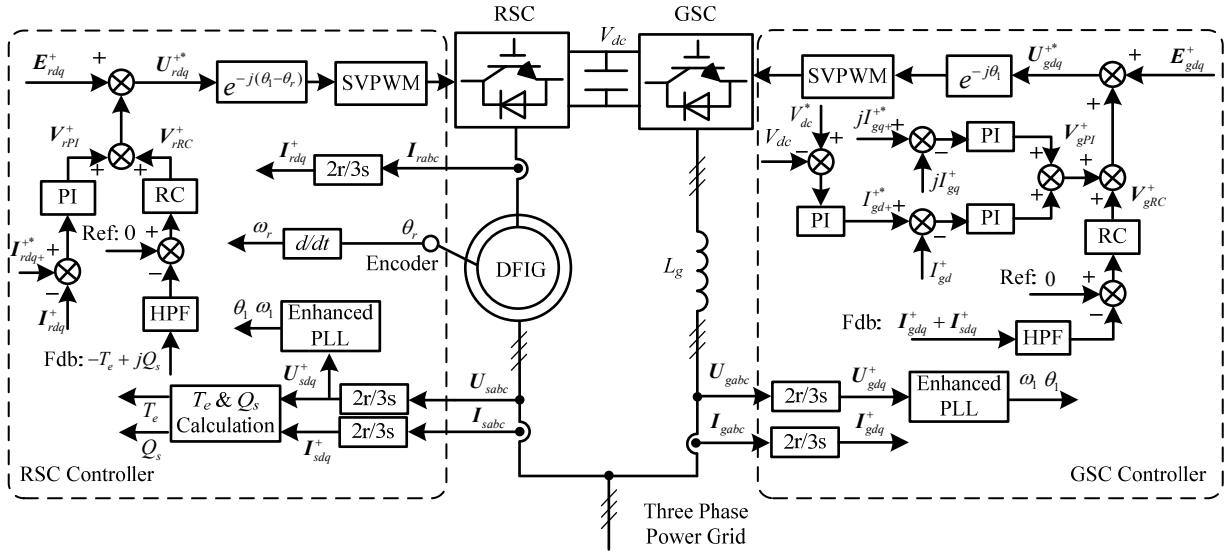 RSC
GSC
V_dc
E^+_rdq
+
+
U^+*_rdq
e^−j(θ1−θr)
SVPWM
V^+_rPI
V^+_rRC
+
+
PI
RC
I^+_rdq
2r/3s
I_rabc
Ref: 0
+
−
I^+*_rdq+
+
−
I^+_rdq
ω_r
d/dt
θ_r
Encoder
DFIG
HPF
Fdb: −T_e + jQ_s
θ_1 ω_1
Enhanced
PLL
U^+_sdq
2r/3s
U_sabc
T_e & Q_s
Calculation
T_e
Q_s
I^+_sdq
2r/3s
I_sabc
RSC Controller
SVPWM
e^−jθ1
U^+*_gdq
E^+_gdq
+
+
V^*_dc
V_dc
+
−
PI
jI^+*_gq+
+
−
jI^+_gq
PI
I^+*_gd+
+
−
I^+_gd
PI
V^+_gPI
+
+
+
+
V^+_gRC
RC
Ref: 0
+
−
Fdb: I^+_gdq + I^+_sdq
HPF
L_g
U_gabc
2r/3s
U^+_gdq
Enhanced
PLL
ω_1 θ_1
I_gabc
2r/3s
I^+_gdq
GSC Controller
Three Phase
Power Grid